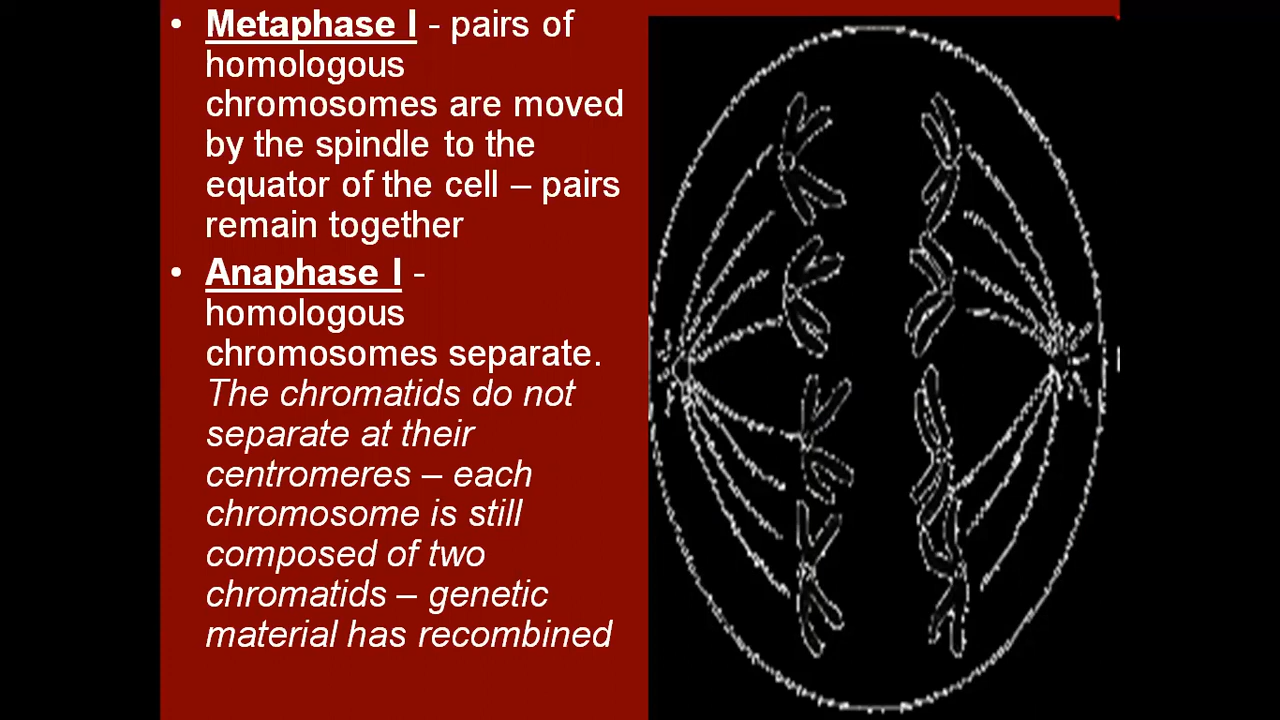 • Metaphase I - pairs of
homologous
chromosomes are moved
by the spindle to the
equator of the cell – pairs
remain together
• Anaphase I -
homologous
chromosomes separate.
The chromatids do not
separate at their
centromeres – each
chromosome is still
composed of two
chromatids – genetic
material has recombined